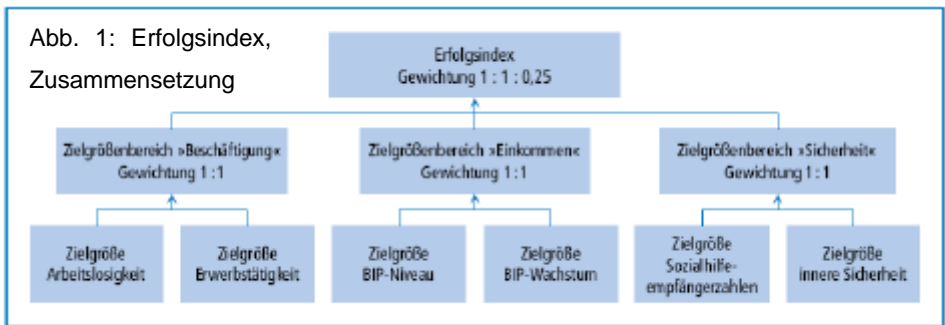 Abb. 1: Erfolgsindex,
Zusammensetzung
Erfolgsindex
Gewichtung 1 : 1 : 0,25
Zielgrößenbereich »Beschäftigung«
Gewichtung 1 : 1
Zielgrößenbereich »Einkommen«
Gewichtung 1 : 1
Zielgrößenbereich »Sicherheit«
Gewichtung 1 : 1
Zielgröße
Arbeitslosigkeit
Zielgröße
Erwerbstätigkeit
Zielgröße
BIP-Niveau
Zielgröße
BIP-Wachstum
Zielgröße
Sozialhilfe-
empfängerzahlen
Zielgröße
innere Sicherheit